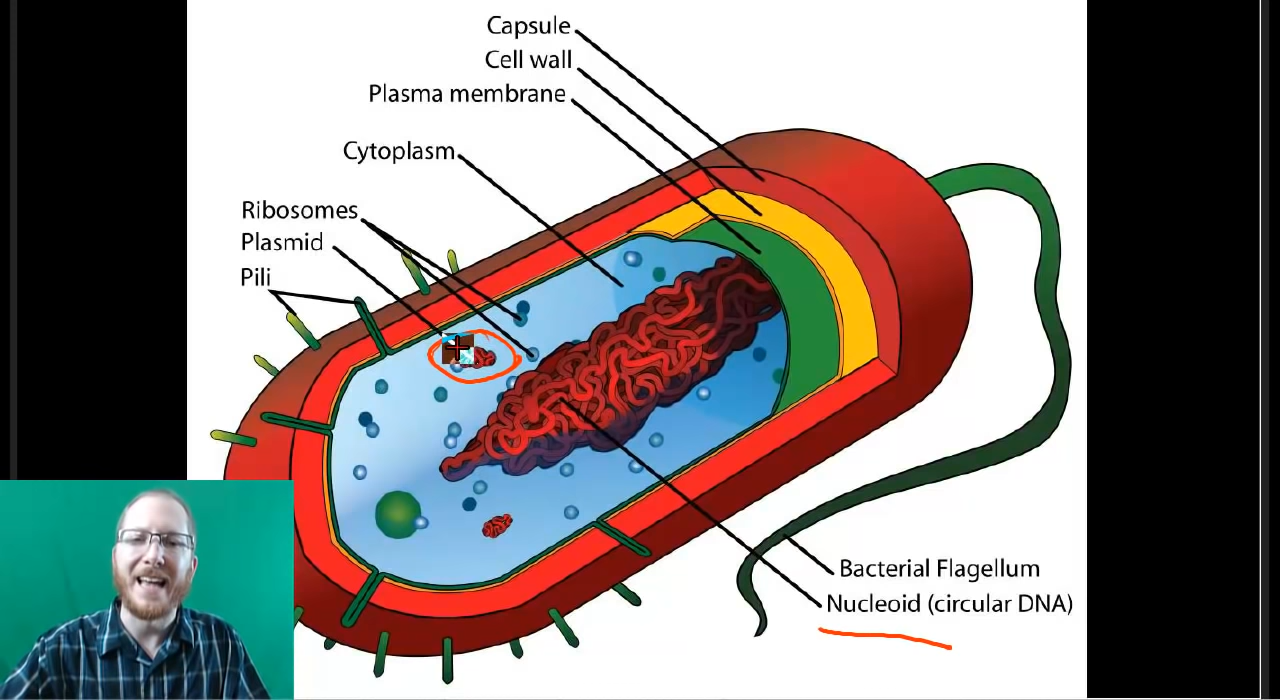 Capsule
Cell wall
Plasma membrane
Cytoplasm
Ribosomes
Plasmid
Pili
Bacterial Flagellum
Nucleoid (circular DNA)